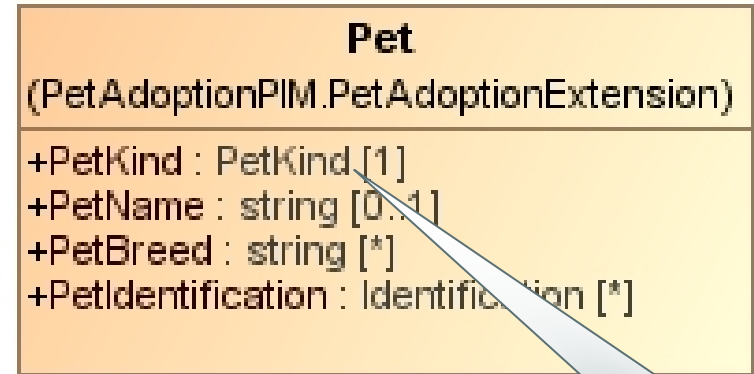 Pet
(PetAdoptionPIM.PetAdoptionExtension)
+PetKind : PetKind [1]
+PetName : string [0..1]
+PetBreed : string [*]
+PetIdentification : Identification [*]